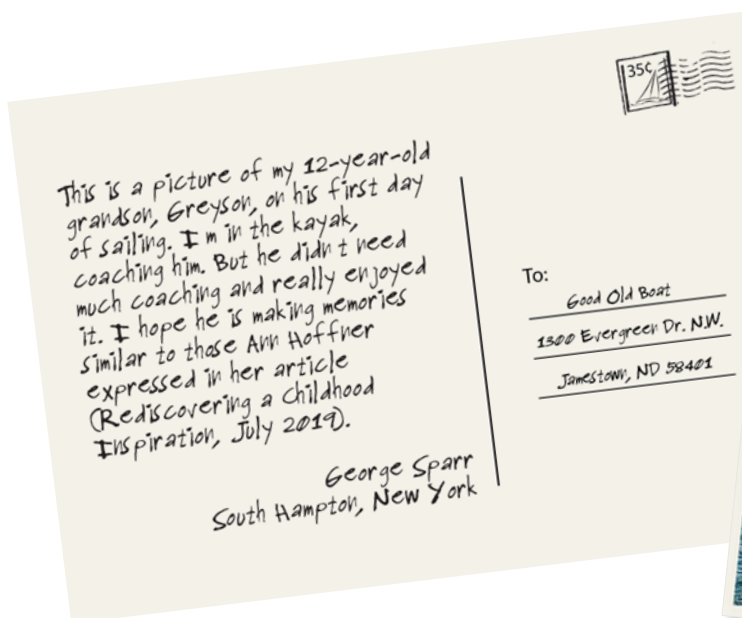 This is a picture of my 12-year-old
grandson, Greyson, on his first day
of sailing. I m in the kayak,
coaching him. But he didn t need
much coaching and really enjoyed
it. I hope he is making memories
similar to those Ann Hoffner
expressed in her article
(Rediscovering a Childhood
Inspiration, July 2019).
George Sparr
South Hampton, New York
35¢
To:
Good Old Boat
1300 Evergreen Dr. N.W.
Jamestown, ND 58401